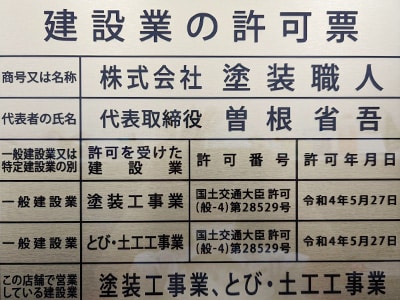 建設業の許可票
商号又は名称 株式会社 塗装職人
代表者の氏名 代表取締役 曽根省吾
一般建設業又は
特定建設業の別
許可を受けた
建設業
許可番号
許可年月日
一般建設業 塗装工事業
国土交通大臣 許可
(般-4)第28529号
令和4年5月27日
一般建設業 とび・土工工事業
国土交通大臣 許可
(般-4)第28529号
令和4年5月27日
この店舗で営業
している建設業
塗装工事業、とび・土工工事業